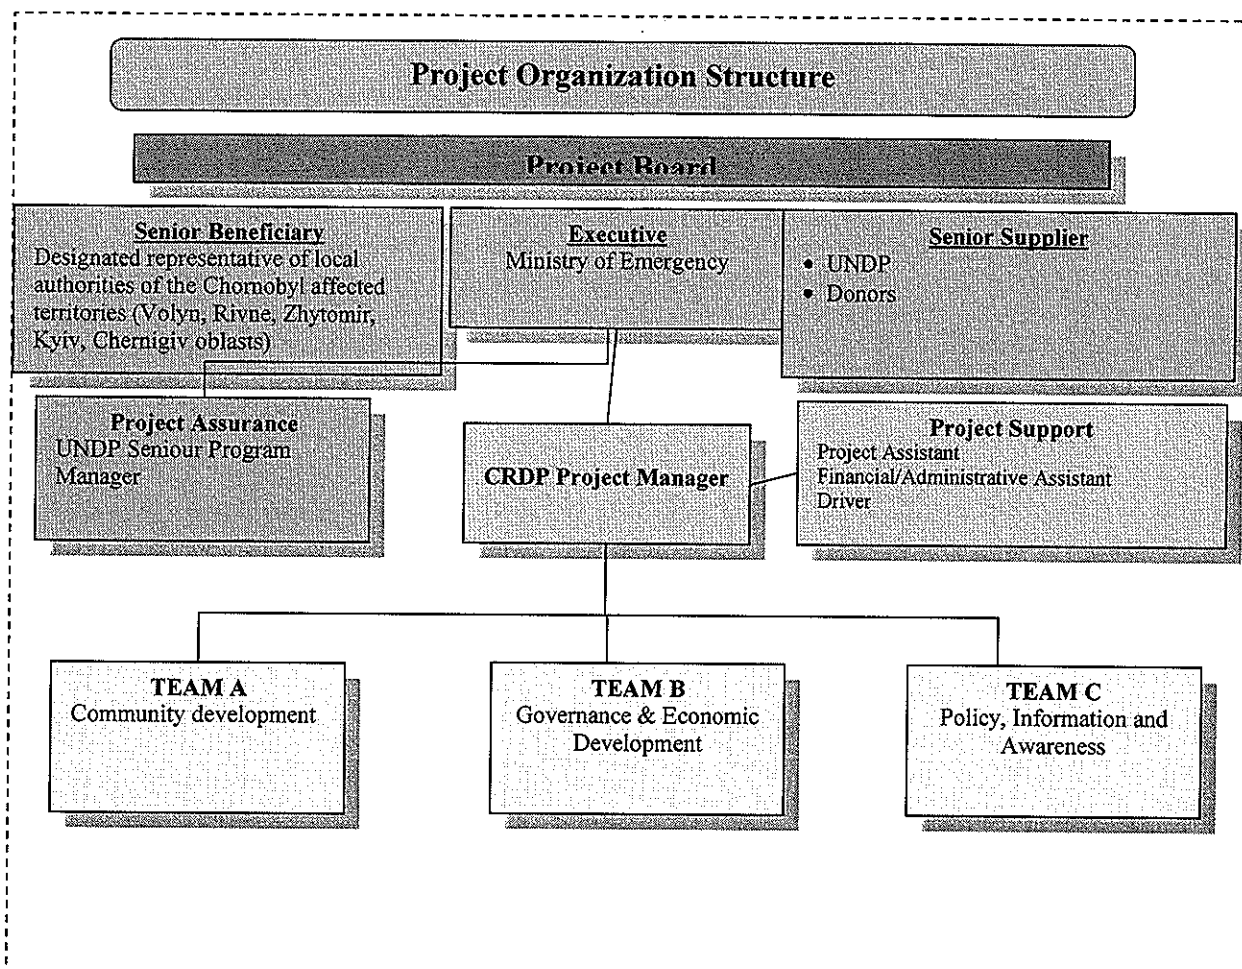 Project Organization Structure
Project Board
Senior Beneficiary
Designated representative of local
authorities of the Chornobyl affected
territories (Volyn, Rivne, Zhytomir,
Kyiv, Chernigiv oblasts)
Executive
Ministry of Emergency
Senior Supplier
• UNDP
• Donors
Project Assurance
UNDP Seniour Program
Manager
CRDP Project Manager
Project Support
Project Assistant
Financial/Administrative Assistant
Driver
TEAM A
Community development
TEAM B
Governance & Economic
Development
TEAM C
Policy, Information and
Awareness